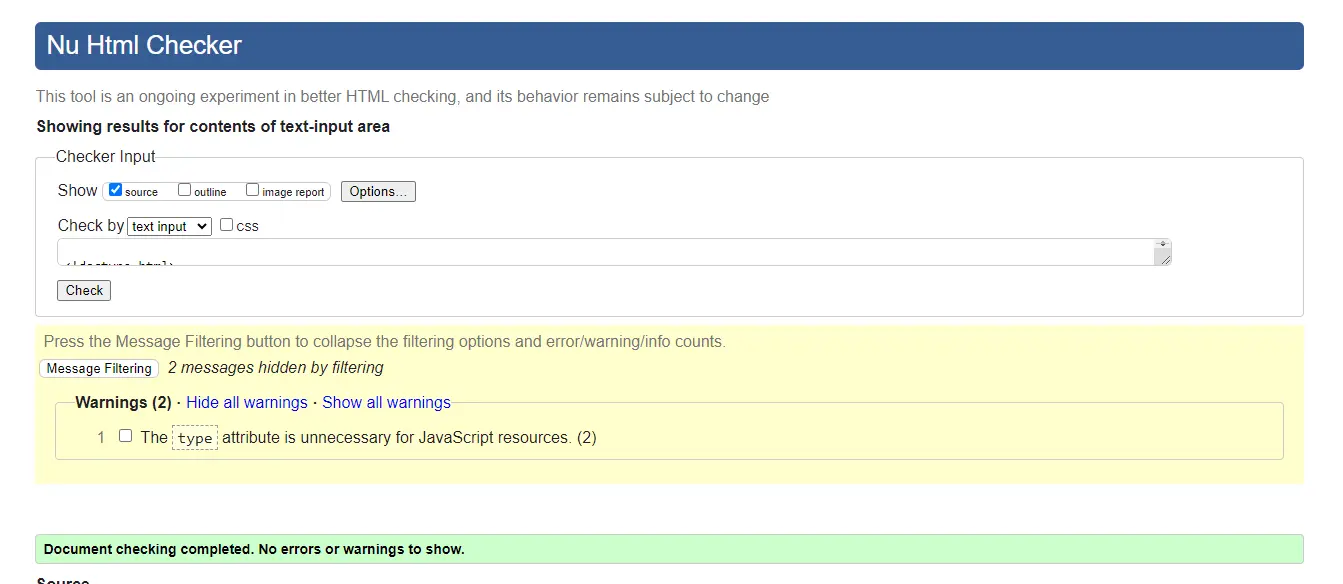 Nu Html Checker
This tool is an ongoing experiment in better HTML checking, and its behavior remains subject to change
Showing results for contents of text-input area
Checker Input
Show source outline image report Options...
Check by text input css
<!doctype html>
Check
Press the Message Filtering button to collapse the filtering options and error/warning/info counts.
Message Filtering 2 messages hidden by filtering
Warnings (2) · Hide all warnings · Show all warnings
1 The type attribute is unnecessary for JavaScript resources. (2)
Document checking completed. No errors or warnings to show.
Source